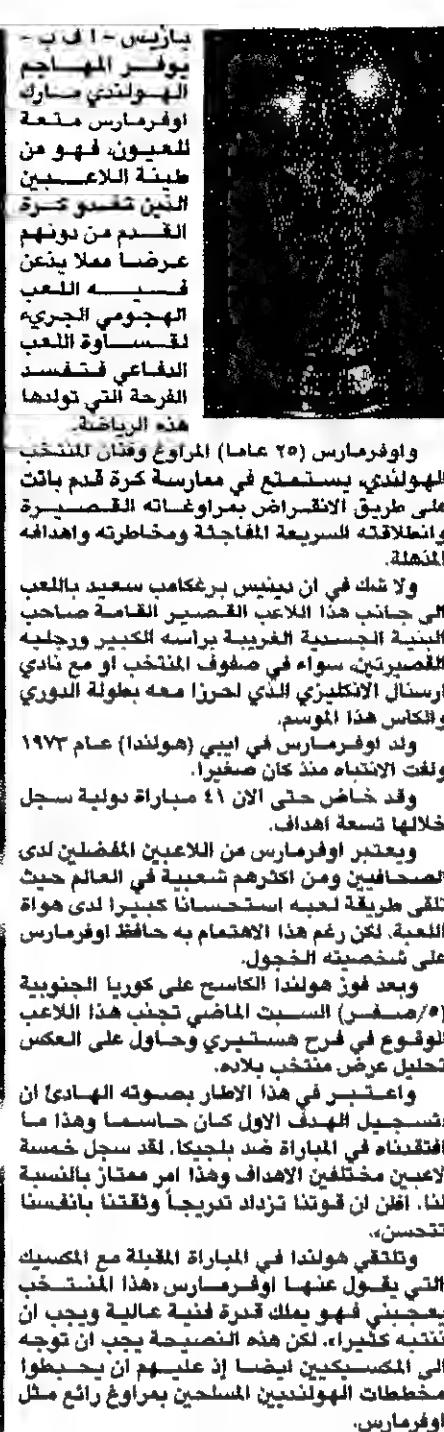 باريس - ا ف ب -
يوفر المهاجم
الهولندي مارك
اوفرمارس متعة
للعيون، فهو من
طينة اللاعبين
الذين تغدو كرة
القدم من دونهم
عرضا مملا يذعن
فيه اللعب
الهجومي الجريء
لقساوة اللعب
الدفاعي فتفسد
الفرحة التي تولدها
هذه الرياضة.
واوفرمارس (٢٥ عاما) المراوغ وفنان المنتخب
الهولندي، يستمتع في ممارسة كرة قدم باتت
على طريق الانقراض بمراوغاته القصيرة
وانطلاقته السريعة المفاجئة ومخاطرته واهدافه
المذهلة.
ولا شك في ان دينيس برغكامب سعيد باللعب
الى جانب هذا اللاعب القصير القامة صاحب
البنية الجسدية الغريبة براسه الكبير ورجليه
القصيرتين، سواء في صفوف المنتخب او مع نادي
ارسنال الانكليزي الذي احرزا معه بطولة الدوري
والكاس هذا الموسم.
ولد اوفرمارس في ايبي (هولندا) عام ١٩٧٣
ولفت الانتباه منذ كان صغيرا.
وقد خاض حتى الان ٤١ مباراة دولية سجل
خلالها تسعة اهداف.
ويعتبر اوفرمارس من اللاعبين المفضلين لدى
الصحافيين ومن اكثرهم شعبية في العالم حيث
تلقى طريقة لعبه استحسانا كبيرا لدى هواة
اللعبة. لكن رغم هذا الاهتمام به حافظ اوفرمارس
على شخصيته الخجول.
وبعد فوز هولندا الكاسح على كوريا الجنوبية
(٥/صفر) السبت الماضي تجنب هذا اللاعب
الوقوع في فرح هستيري وحاول على العكس
تحليل عرض منتخب بلاده.
واعتبر في هذا الاطار بصوته الهادئ ان
«تسجيل الهدف الاول كان حاسما وهذا ما
افتقدناه في المباراة ضد بلجيكا. لقد سجل خمسة
لاعبين مختلفين الاهداف وهذا امر ممتاز بالنسبة
لنا. اظن ان قوتنا تزداد تدريجاً وثقتنا بانفسنا
تتحسن».
وتلتقي هولندا في المباراة المقبلة مع المكسيك
التي يقول عنها اوفرمارس «هذا المنتخب
يعجبني فهو يملك قدرة فنية عالية ويجب ان
ننتبه كثيرا». لكن هذه النصيحة يجب ان توجه
الى المكسيكيين ايضا إذ عليهم ان يحبطوا
مخططات الهولنديين المسلحين بمراوغ رائع مثل
اوفرمارس.